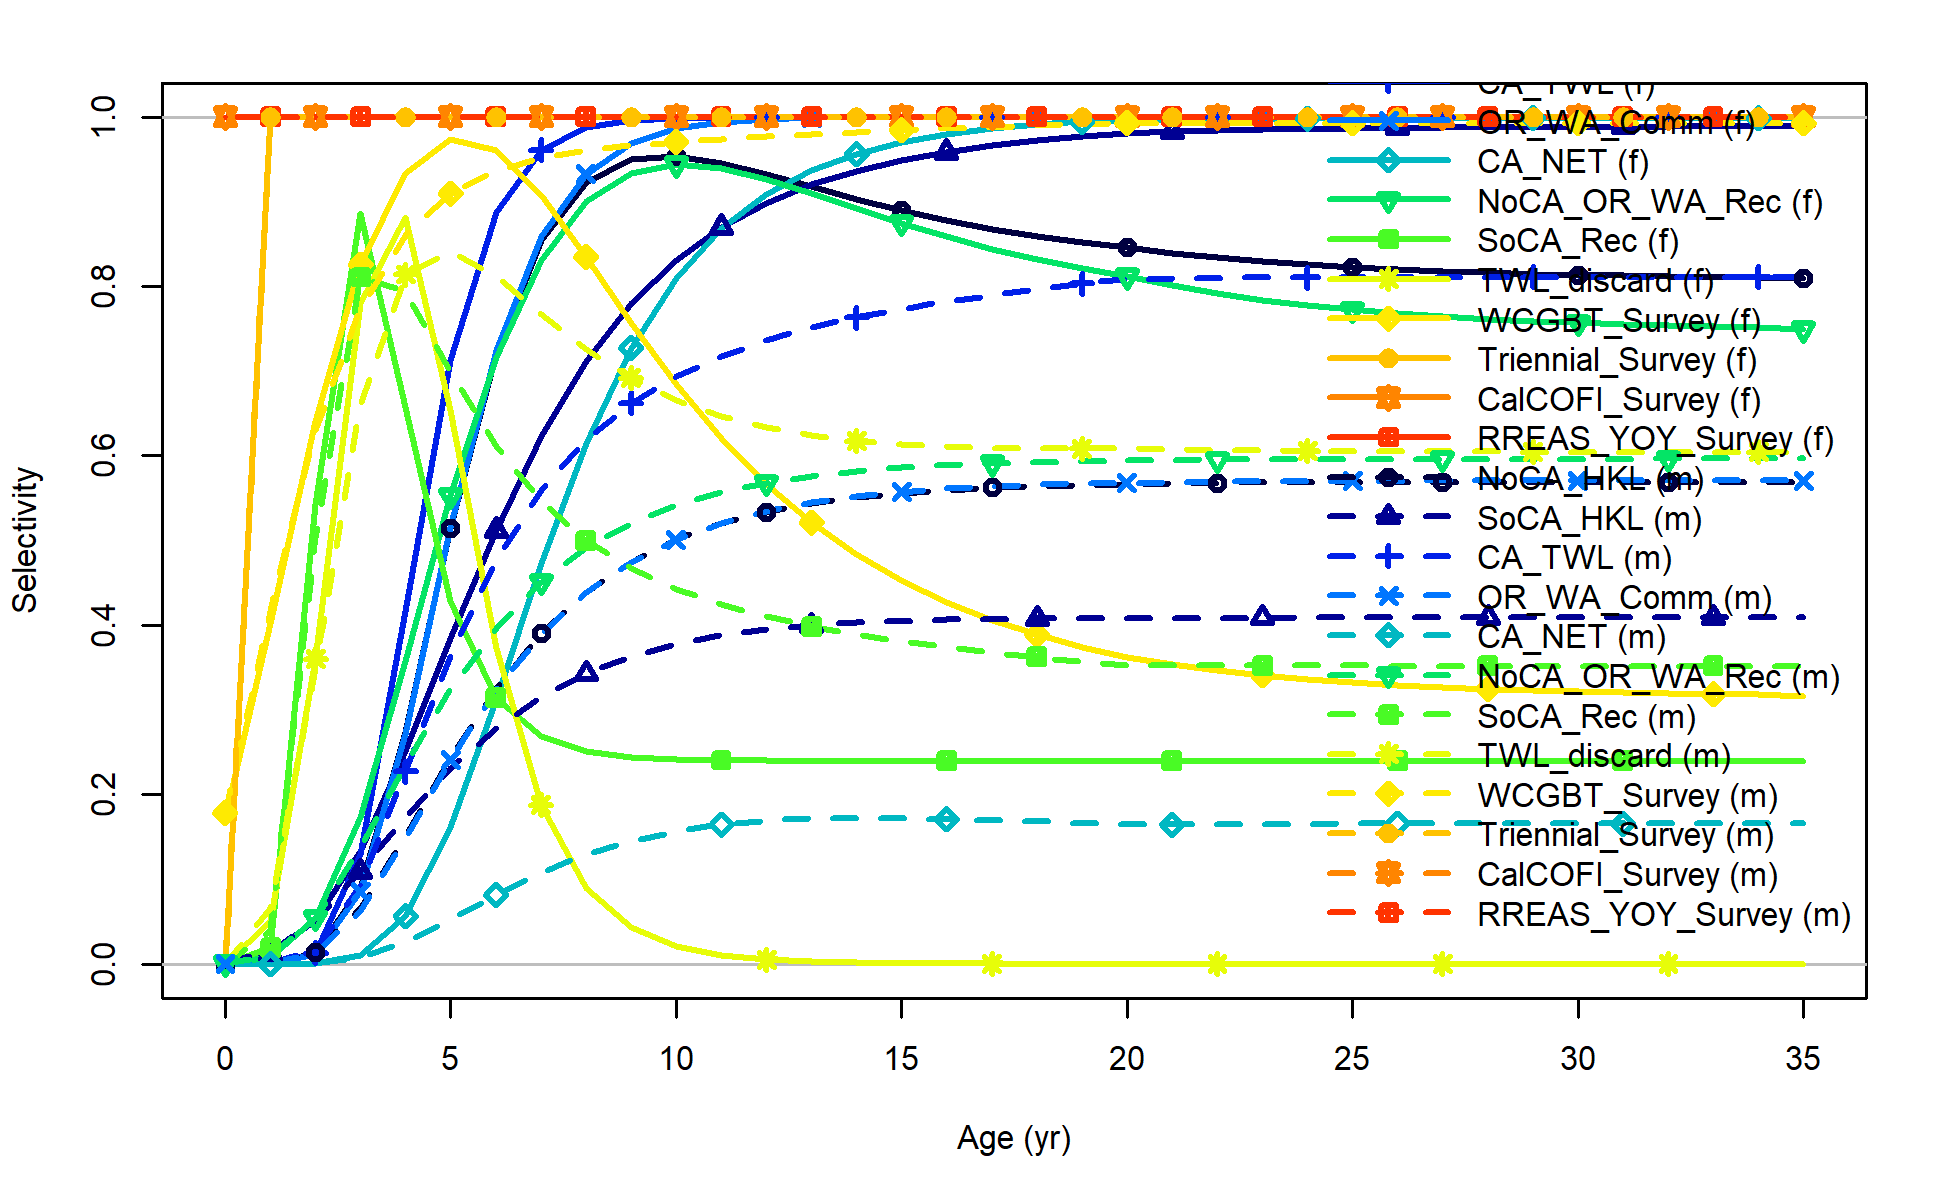 CA_TWL (f)
OR_WA_Comm (f)
CA_NET (f)
NoCA_OR_WA_Rec (f)
SoCA_Rec (f)
TWL_discard (f)
WCGBT_Survey (f)
Triennial_Survey (f)
CalCOFI_Survey (f)
RREAS_YOY_Survey (f)
NoCA_HKL (m)
SoCA_HKL (m)
CA_TWL (m)
OR_WA_Comm (m)
CA_NET (m)
NoCA_OR_WA_Rec (m)
SoCA_Rec (m)
TWL_discard (m)
WCGBT_Survey (m)
Triennial_Survey (m)
CalCOFI_Survey (m)
RREAS_YOY_Survey (m)
1.0
0.8
0.6
0.4
0.2
0.0
Selectivity
0 5 10 15 20 25 30 35
Age (yr)